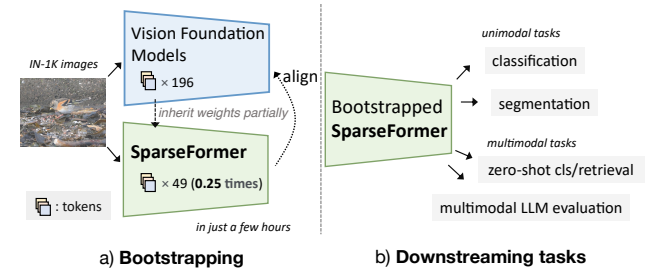 IN-1K images
Vision Foundation
Models
× 196
align
inherit weights partially
SparseFormer
× 49 (0.25 times)
: tokens
in just a few hours
a) Bootstrapping
Bootstrapped
SparseFormer
unimodal tasks
classification
segmentation
multimodal tasks
zero-shot cls/retrieval
multimodal LLM evaluation
b) Downstreaming tasks